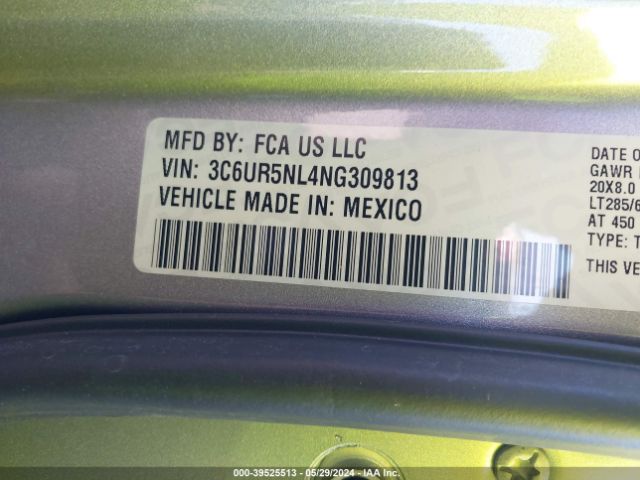 MFD BY: FCA US LLC
VIN: 3C6UR5NL4NG309813
VEHICLE MADE IN: MEXICO
DATE O
GAWR
20X8.0
LT285/6
AT 450
TYPE: T
THIS VE
000-39525513 - 05/29/2024 - IAA Inc.